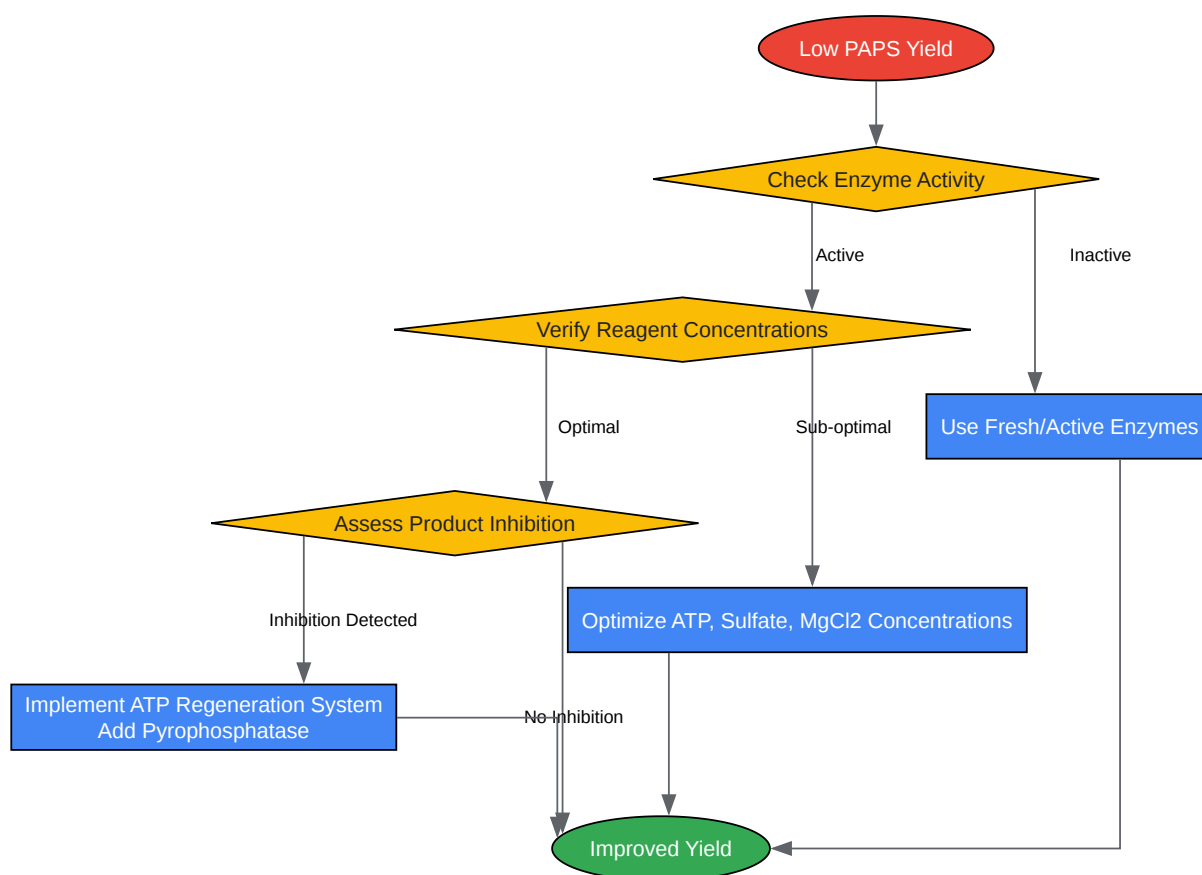 Low PAPS Yield
Check Enzyme Activity
Active
Inactive
Verify Reagent Concentrations
Optimal
Sub-optimal
Use Fresh/Active Enzymes
Assess Product Inhibition
Inhibition Detected
Optimize ATP, Sulfate, MgCl2 Concentrations
Implement ATP Regeneration System
Add Pyrophosphatase
No Inhibition
Improved Yield